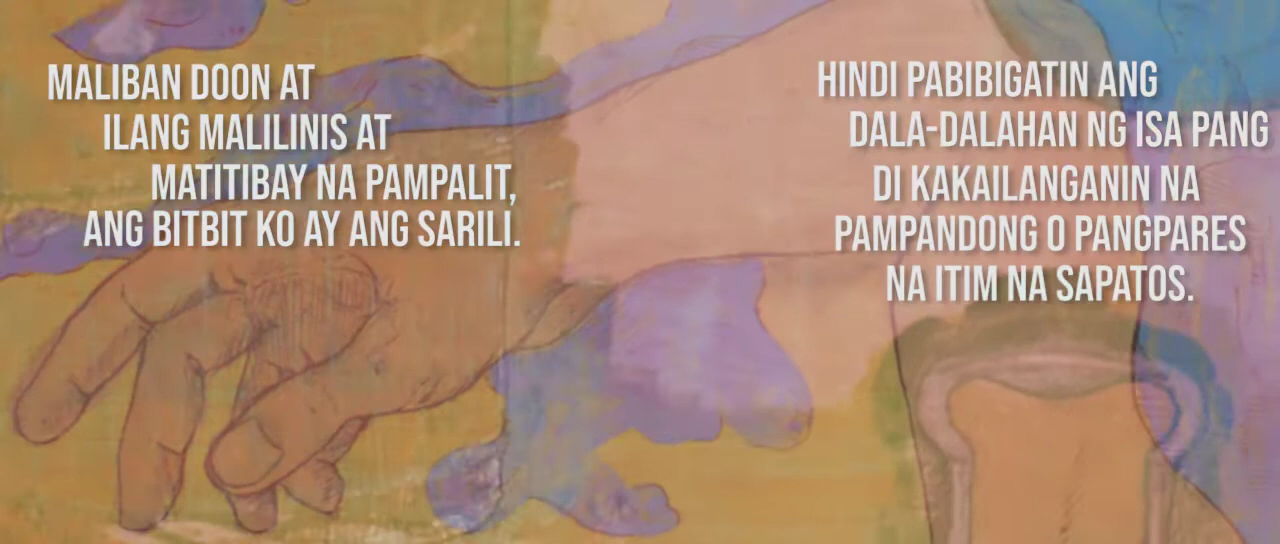 MALIBAN DOON AT
ILANG MALILINIS AT
MATITIBAY NA PAMPALIT,
ANG BITBIT KO AY ANG SARILI.
HINDI PABIBIGATIN ANG
DALA-DALAHAN NG ISA PANG
DI KAKAILANGANIN NA
PAMPANDONG O PANGPARES
NA ITIM NA SAPATOS.